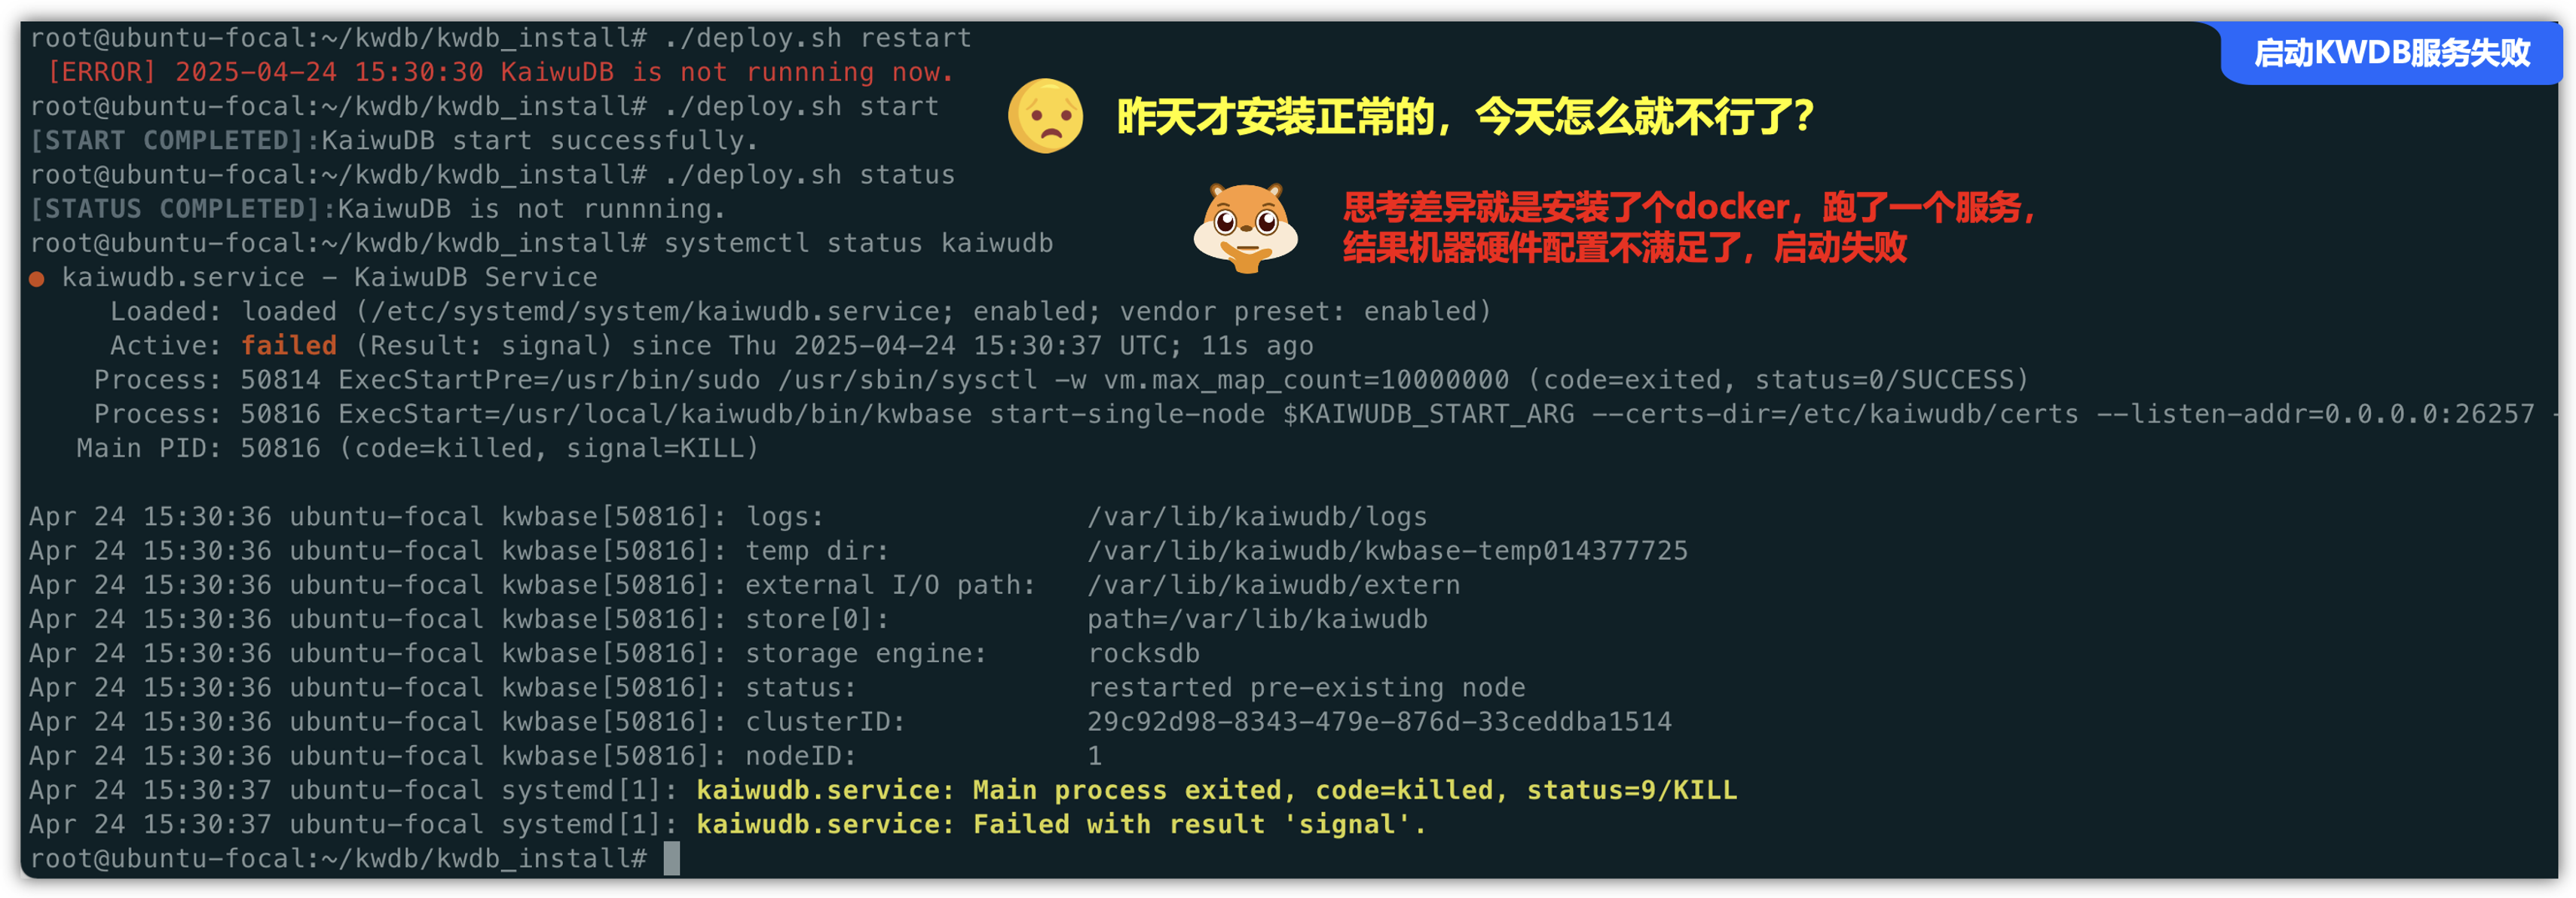 root@ubuntu-focal:~/kwdb/kwdb_install# ./deploy.sh restart
启动KWDB服务失败
[ERROR] 2025-04-24 15:30:30 KaiwuDB is not runnning now.
root@ubuntu-focal:~/kwdb/kwdb_install# ./deploy.sh start
昨天才安装正常的，今天怎么就不行了？
[START COMPLETED]:KaiwuDB start successfully.
root@ubuntu-focal:~/kwdb/kwdb_install# ./deploy.sh status
[STATUS COMPLETED]:KaiwuDB is not runnning.
思考差异就是安装了个docker，跑了一个服务，
结果机器硬件配置不满足了，启动失败
root@ubuntu-focal:~/kwdb/kwdb_install# systemctl status kaiwudb
● kaiwudb.service - KaiwuDB Service
Loaded: loaded (/etc/systemd/system/kaiwudb.service; enabled; vendor preset: enabled)
Active: failed (Result: signal) since Thu 2025-04-24 15:30:37 UTC; 11s ago
Process: 50814 ExecStartPre=/usr/bin/sudo /usr/sbin/sysctl -w vm.max_map_count=10000000 (code=exited, status=0/SUCCESS)
Process: 50816 ExecStart=/usr/local/kaiwudb/bin/kwbase start-single-node $KAIWUDB_START_ARG --certs-dir=/etc/kaiwudb/certs --listen-addr=0.0.0.0:26257 -
Main PID: 50816 (code=killed, signal=KILL)
Apr 24 15:30:36 ubuntu-focal kwbase[50816]: logs: /var/lib/kaiwudb/logs
Apr 24 15:30:36 ubuntu-focal kwbase[50816]: temp dir: /var/lib/kaiwudb/kwbase-temp014377725
Apr 24 15:30:36 ubuntu-focal kwbase[50816]: external I/O path: /var/lib/kaiwudb/extern
Apr 24 15:30:36 ubuntu-focal kwbase[50816]: store[0]: path=/var/lib/kaiwudb
Apr 24 15:30:36 ubuntu-focal kwbase[50816]: storage engine: rocksdb
Apr 24 15:30:36 ubuntu-focal kwbase[50816]: status: restarted pre-existing node
Apr 24 15:30:36 ubuntu-focal kwbase[50816]: clusterID: 29c92d98-8343-479e-876d-33ceddba1514
Apr 24 15:30:36 ubuntu-focal kwbase[50816]: nodeID: 1
Apr 24 15:30:37 ubuntu-focal systemd[1]: kaiwudb.service: Main process exited, code=killed, status=9/KILL
Apr 24 15:30:37 ubuntu-focal systemd[1]: kaiwudb.service: Failed with result 'signal'.
root@ubuntu-focal:~/kwdb/kwdb_install#